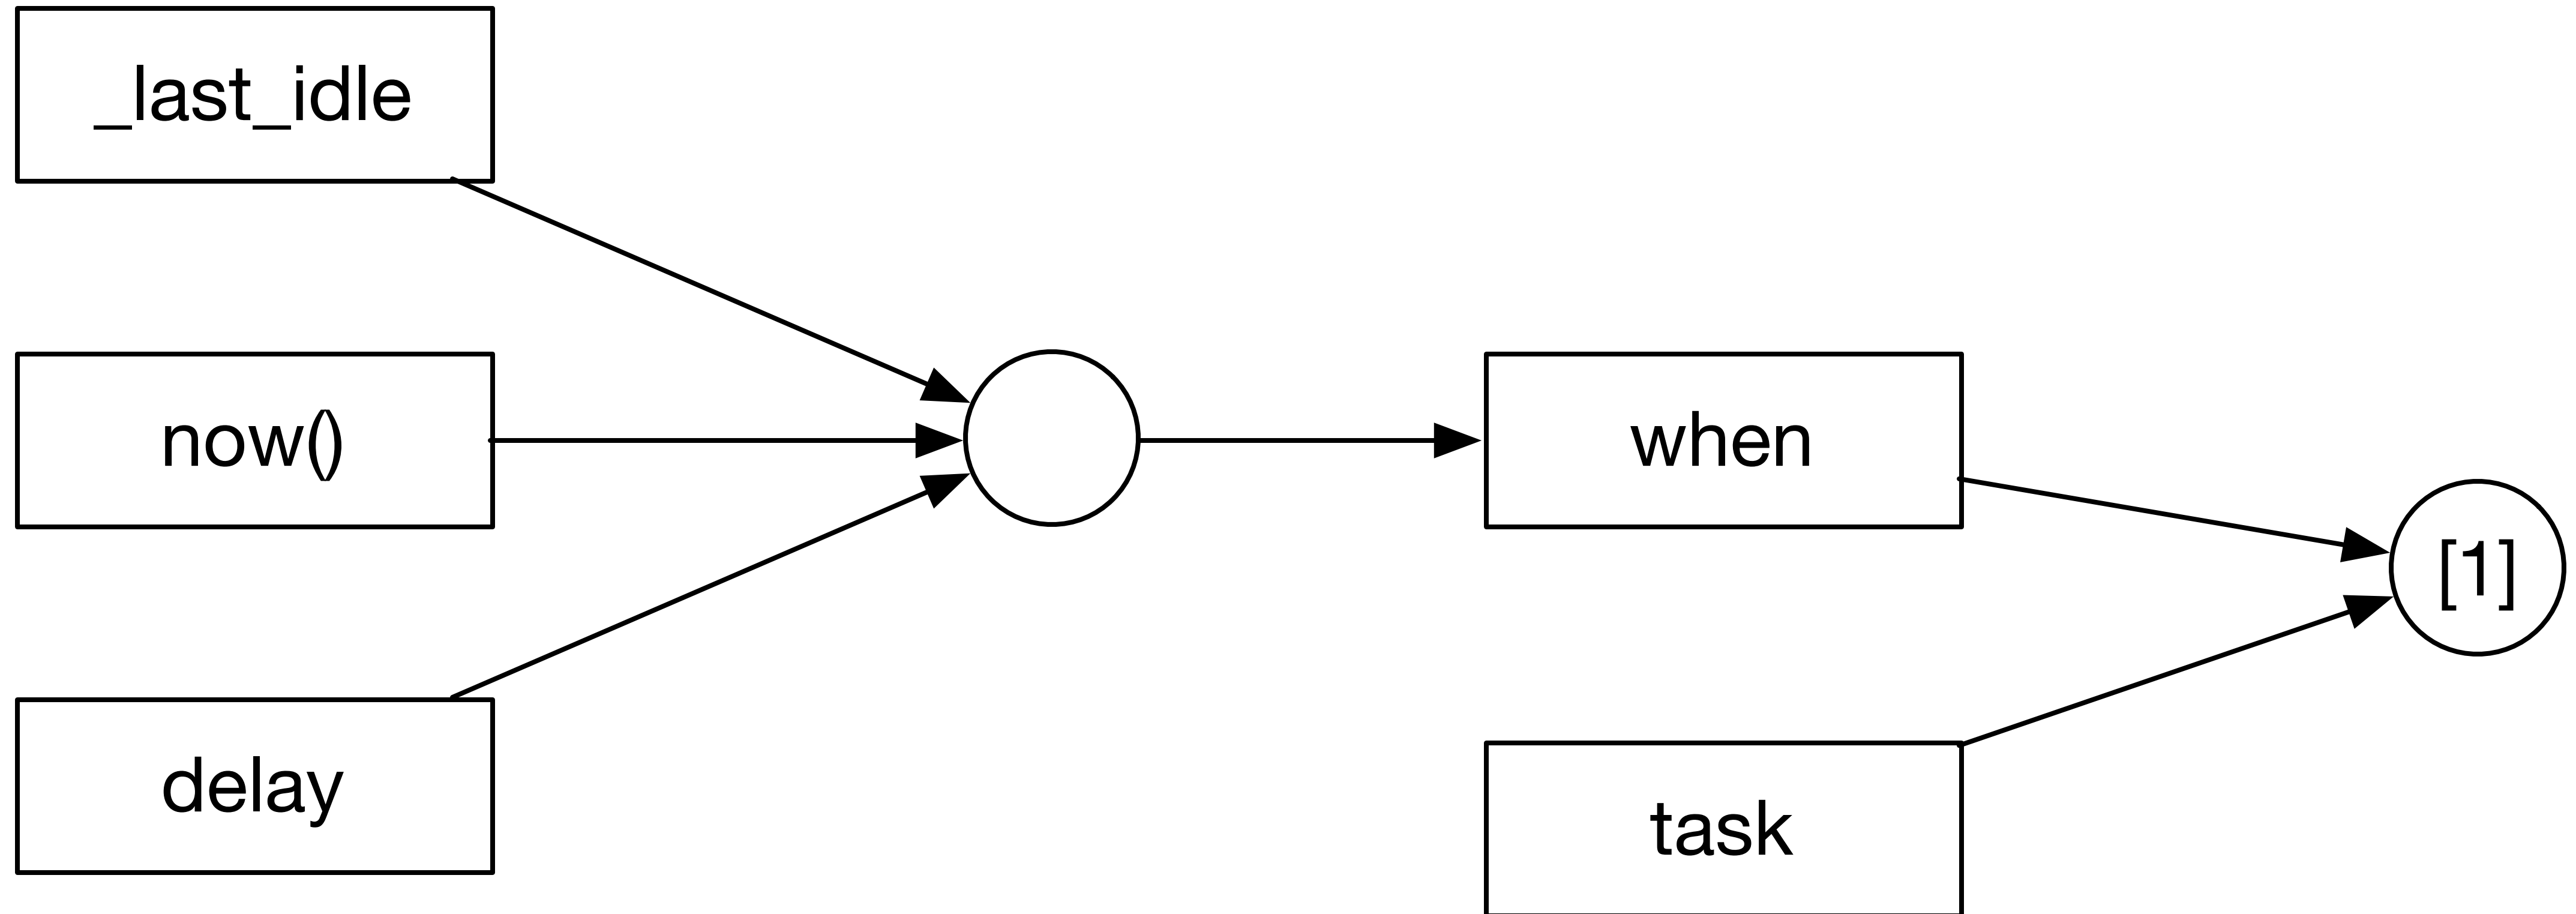 _last_idle
now()
delay
when
task
[1]